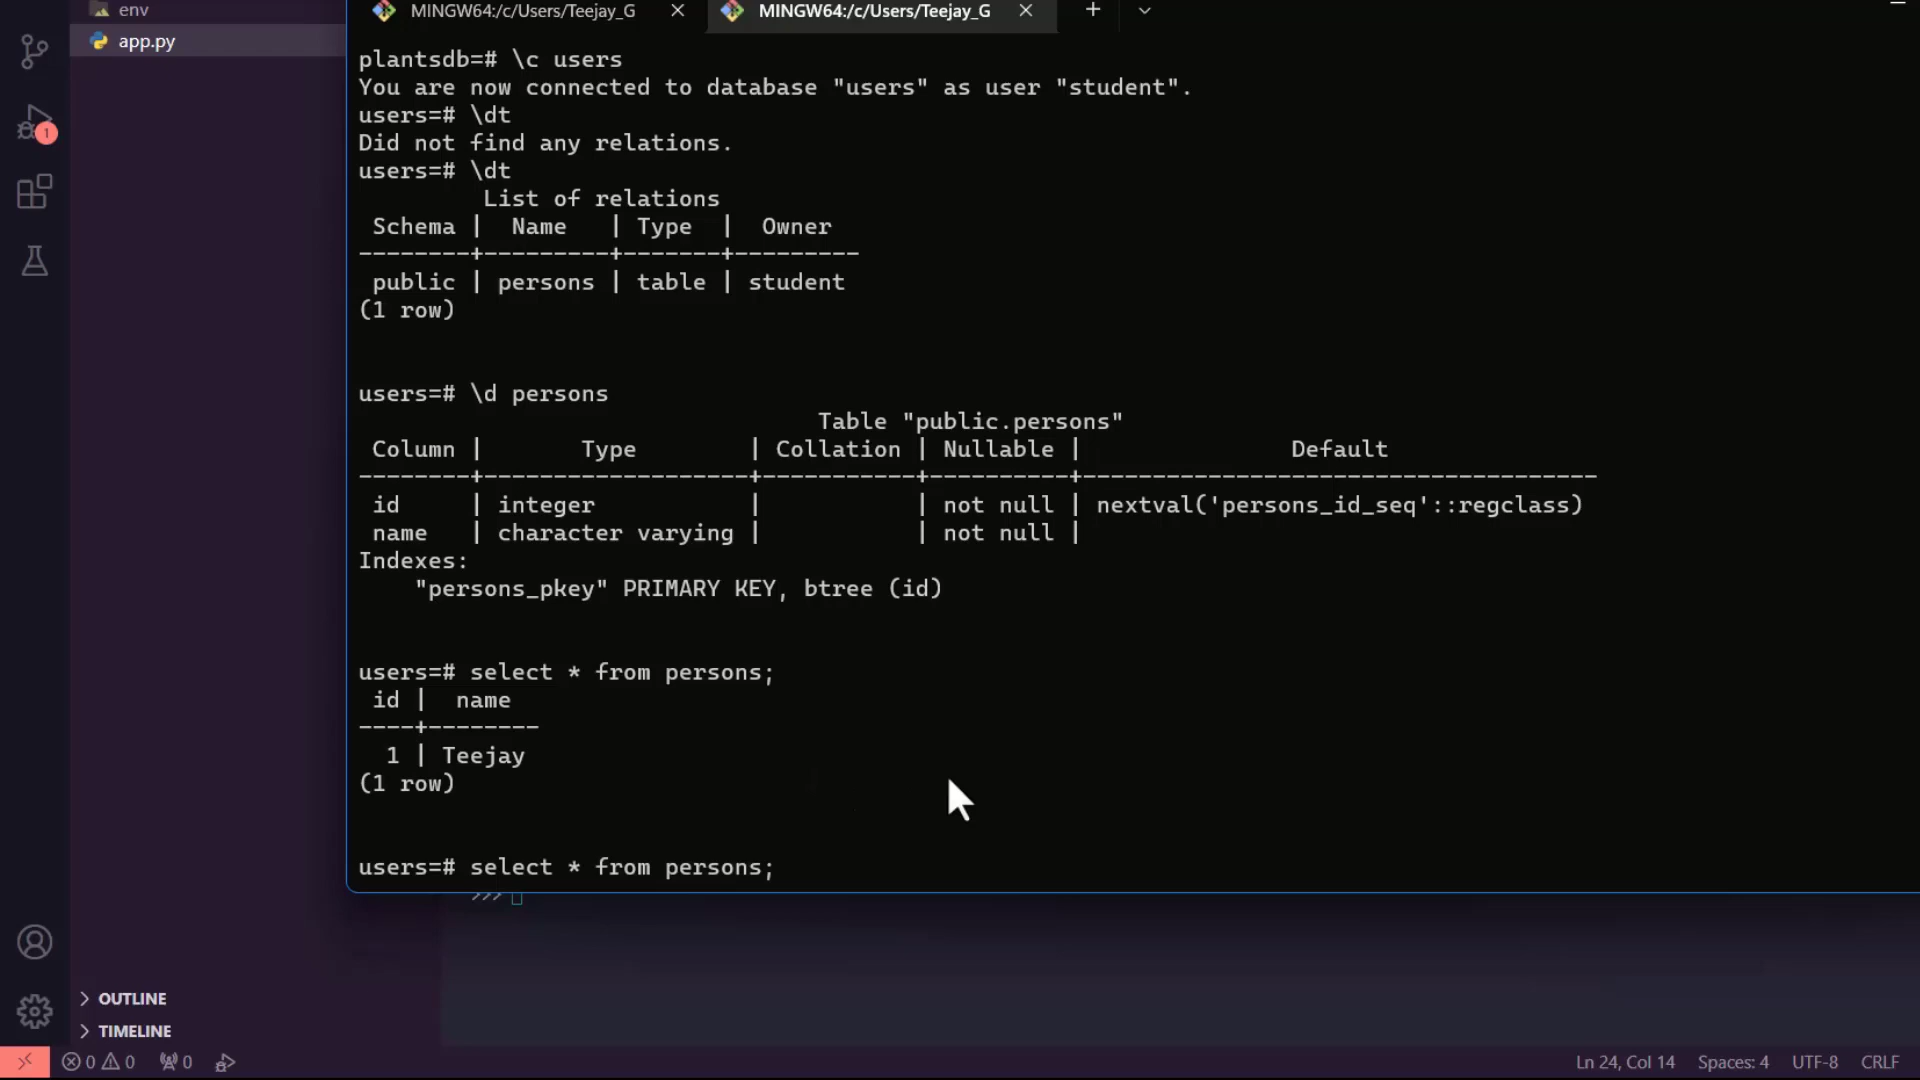 env
app.py
1
MINGW64:/c/Users/Teejay_G
MINGW64:/c/Users/Teejay_G
plantsdb=# \c users
You are now connected to database "users" as user "student".
users=# \dt
Did not find any relations.
users=# \dt
List of relations
Schema | Name | Type | Owner
--------+---------+-------+---------
public | persons | table | student
(1 row)
users=# \d persons
Table "public.persons"
Column | Type | Collation | Nullable | Default
--------+-------------------+-----------+----------+-------------------------------------
id | integer | | not null | nextval('persons_id_seq'::regclass)
name | character varying | | not null |
Indexes:
"persons_pkey" PRIMARY KEY, btree (id)
users=# select * from persons;
id | name
----+--------
1 | Teejay
(1 row)
users=# select * from persons;
>>>
OUTLINE
TIMELINE
0 0 0 Ln 24, Col 14 Spaces: 4 UTF-8 CRLF